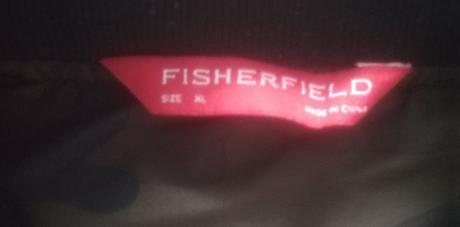 FISHERFIELD
SIZE XL
MADE IN CHINA